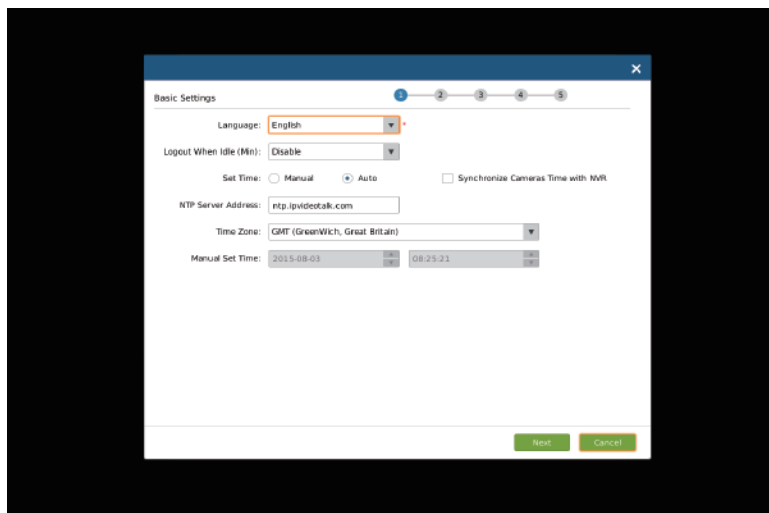 Basic Settings 1 2 3 4 5
Language: English *
Logout When Idle (Min): Disable
Set Time: Manual Auto Synchronize Cameras Time with NVR
NTP Server Address: ntp.ipvideotalk.com
Time Zone: GMT (GreenWich, Great Britain)
Manual Set Time: 2015-08-03 08:25:21
Next Cancel